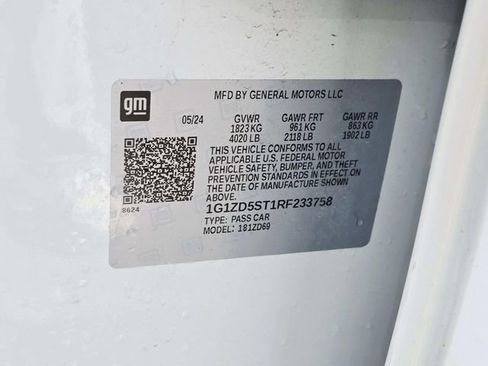 gm
MFD BY GENERAL MOTORS LLC
05/24 GVWR GAWR FRT GAWR RR
1823 KG 961 KG 863 KG
4020 LB 2118 LB 1902 LB
THIS VEHICLE CONFORMS TO ALL
APPLICABLE U.S. FEDERAL MOTOR
VEHICLE SAFETY, BUMPER, AND THEFT
PREVENTION STANDARDS IN EFFECT ON
THE DATE OF MANUFACTURE SHOWN
ABOVE.
8624
1G1ZD5ST1RF233758
TYPE: PASS CAR
MODEL: 181ZD69